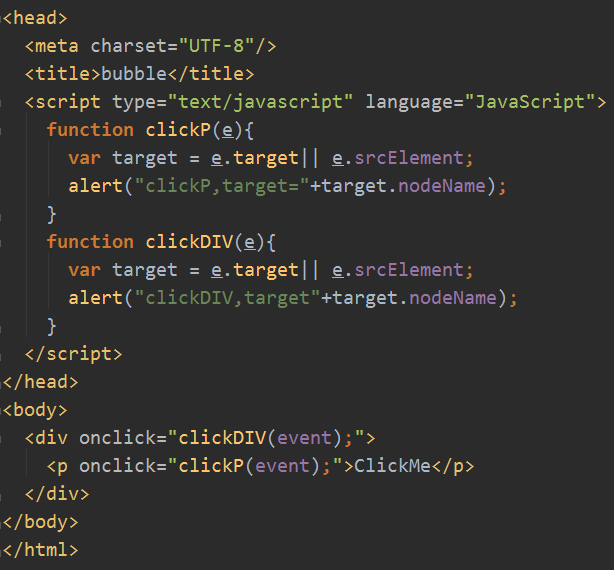 <head>
<meta charset="UTF-8"/>
<title>bubble</title>
<script type="text/javascript" language="JavaScript">
function clickP(e){
var target = e.target|| e.srcElement;
alert("clickP,target="+target.nodeName);
}
function clickDIV(e){
var target = e.target|| e.srcElement;
alert("clickDIV,target"+target.nodeName);
}
</script>
</head>
<body>
<div onclick="clickDIV(event);">
<p onclick="clickP(event);">ClickMe</p>
</div>
</body>
</html>